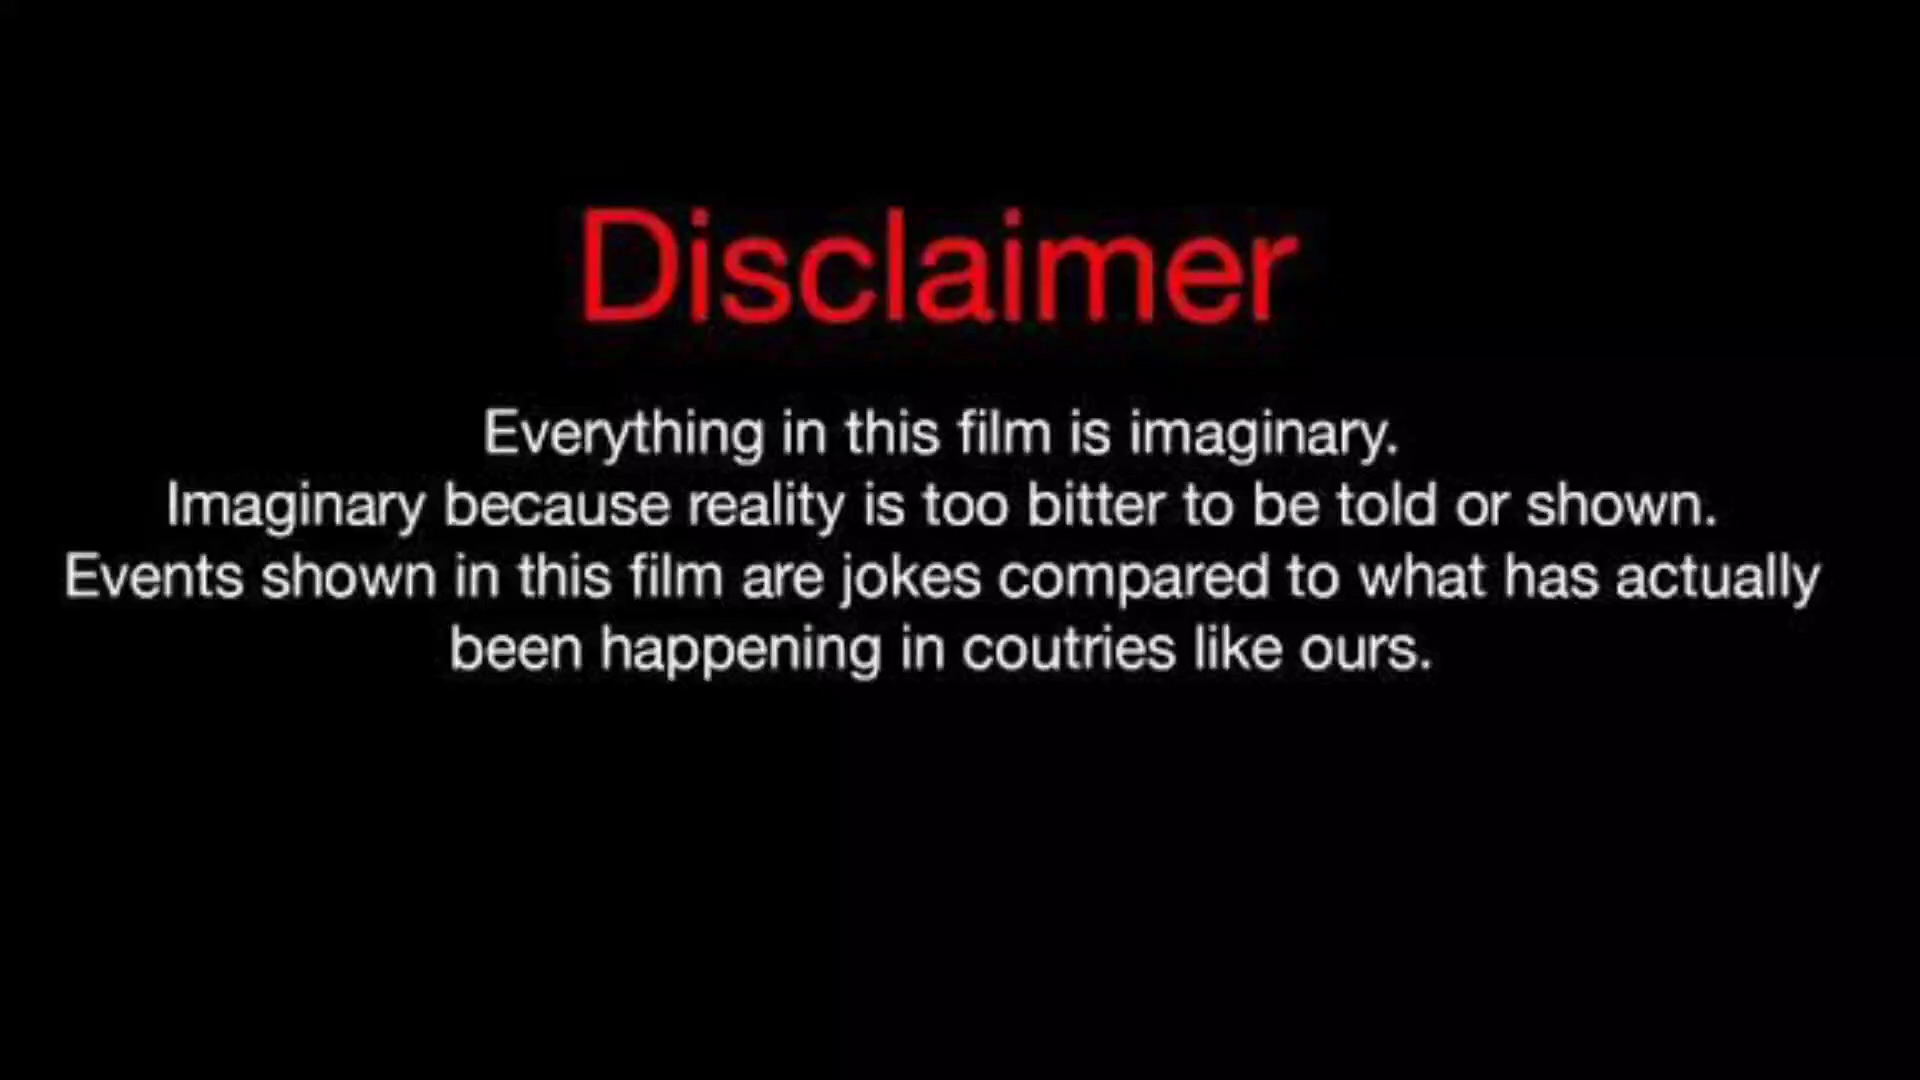 Disclaimer
Everything in this film is imaginary.
Imaginary because reality is too bitter to be told or shown.
Events shown in this film are jokes compared to what has actually
been happening in coutries like ours.